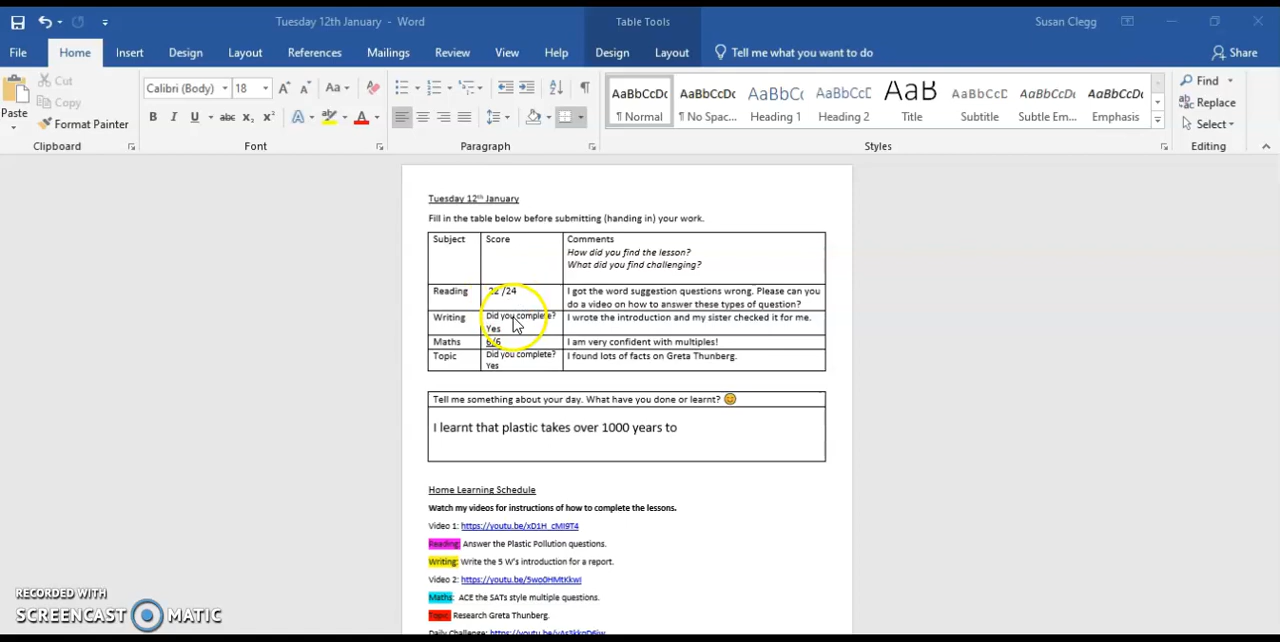 Tuesday 12th January - Word
Table Tools
Susan Clegg
File
Home
Insert
Design
Layout
References
Mailings
Review
View
Help
Design
Layout
Tell me what you want to do
Share
Paste
Cut
Copy
Format Painter
Calibri (Body)
18
Find
Replace
Select
AaBbCcDc
AaBbCcDc
AaBbCc
AaBbCcD
AaB
AaBbCcD
AaBbCcDc
AaBbCcDc
¶ Normal
¶ No Spac...
Heading 1
Heading 2
Title
Subtitle
Subtle Em...
Emphasis
Clipboard
Font
Paragraph
Styles
Editing
Tuesday 12th January
Fill in the table below before submitting (handing in) your work.
Subject
Score
Comments
How did you find the lesson?
What did you find challenging?
Reading
22 /24
I got the word suggestion questions wrong. Please can you
do a video on how to answer these types of question?
Writing
Did you complete?
Yes
I wrote the introduction and my sister checked it for me.
Maths
6/6
I am very confident with multiples!
Topic
Did you complete?
Yes
I found lots of facts on Greta Thunberg.
Tell me something about your day. What have you done or learnt?
I learnt that plastic takes over 1000 years to
Home Learning Schedule
Watch my videos for instructions of how to complete the lessons.
Video 1: https://youtu.be/xD1H_cMI9T4
Reading: Answer the Plastic Pollution questions.
Writing: Write the 5 W's introduction for a report.
Video 2: https://youtu.be/5wo0HMtKkwI
Maths: ACE the SATs style multiple questions.
Topic: Research Greta Thunberg.
Daily Challenge:
RECORDED WITH
SCREENCAST MATIC